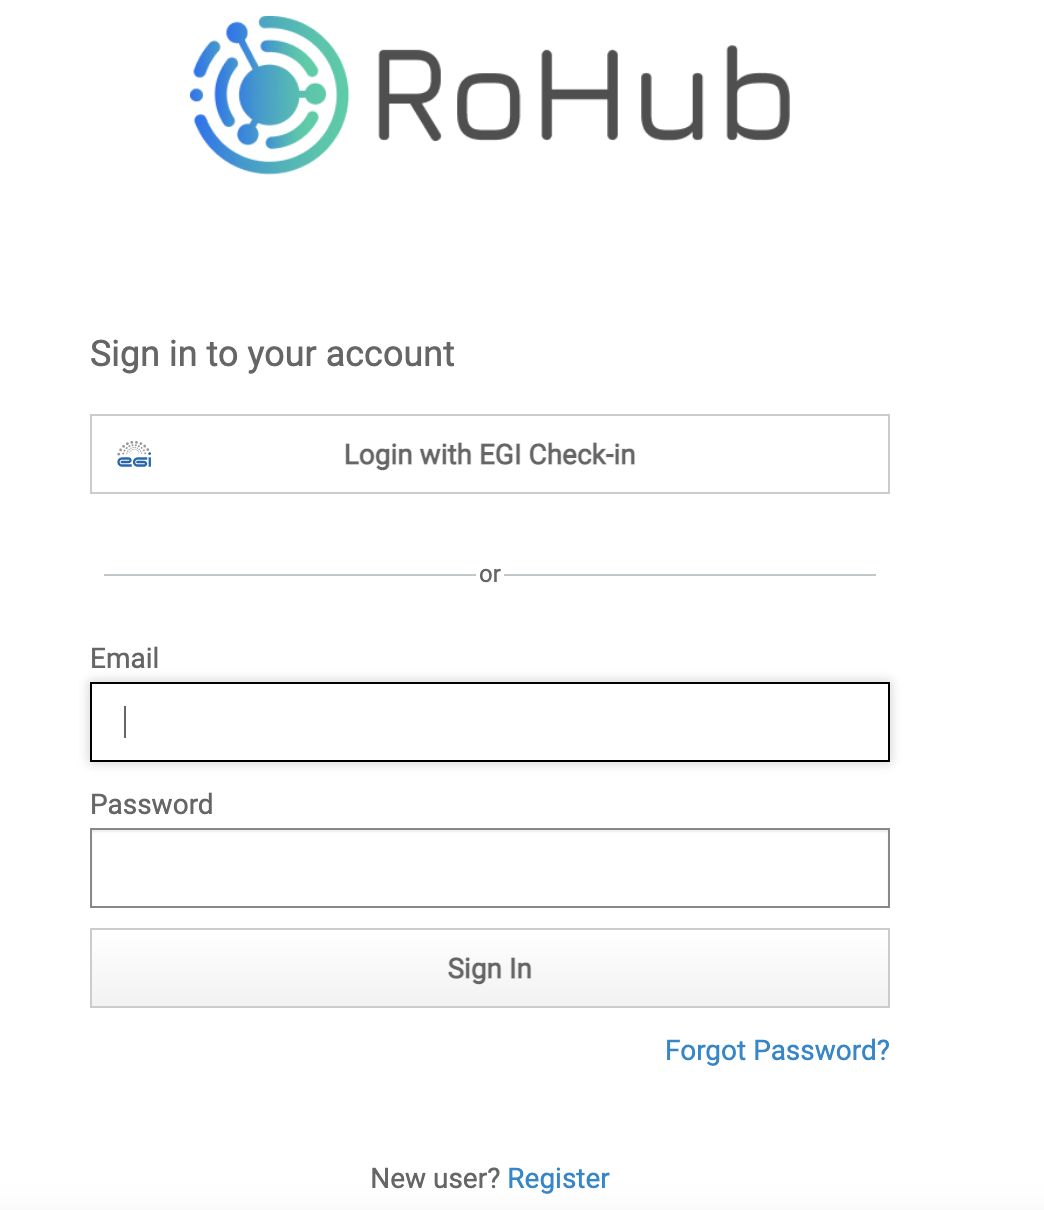 RoHub
Sign in to your account
egi Login with EGI Check-in
or
Email
Password
Sign In
Forgot Password?
New user? Register